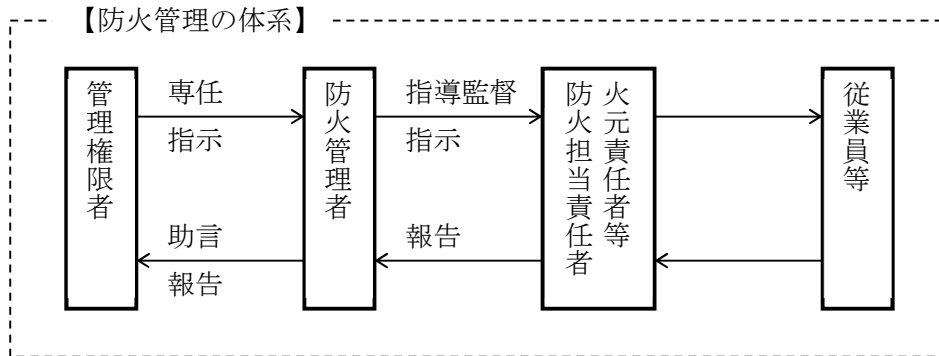 【防火管理の体系】
管理権限者
専任
指示
助言
報告
防火管理者
指導監督
指示
報告
火元責任者等
防火担当責任者
従業員等